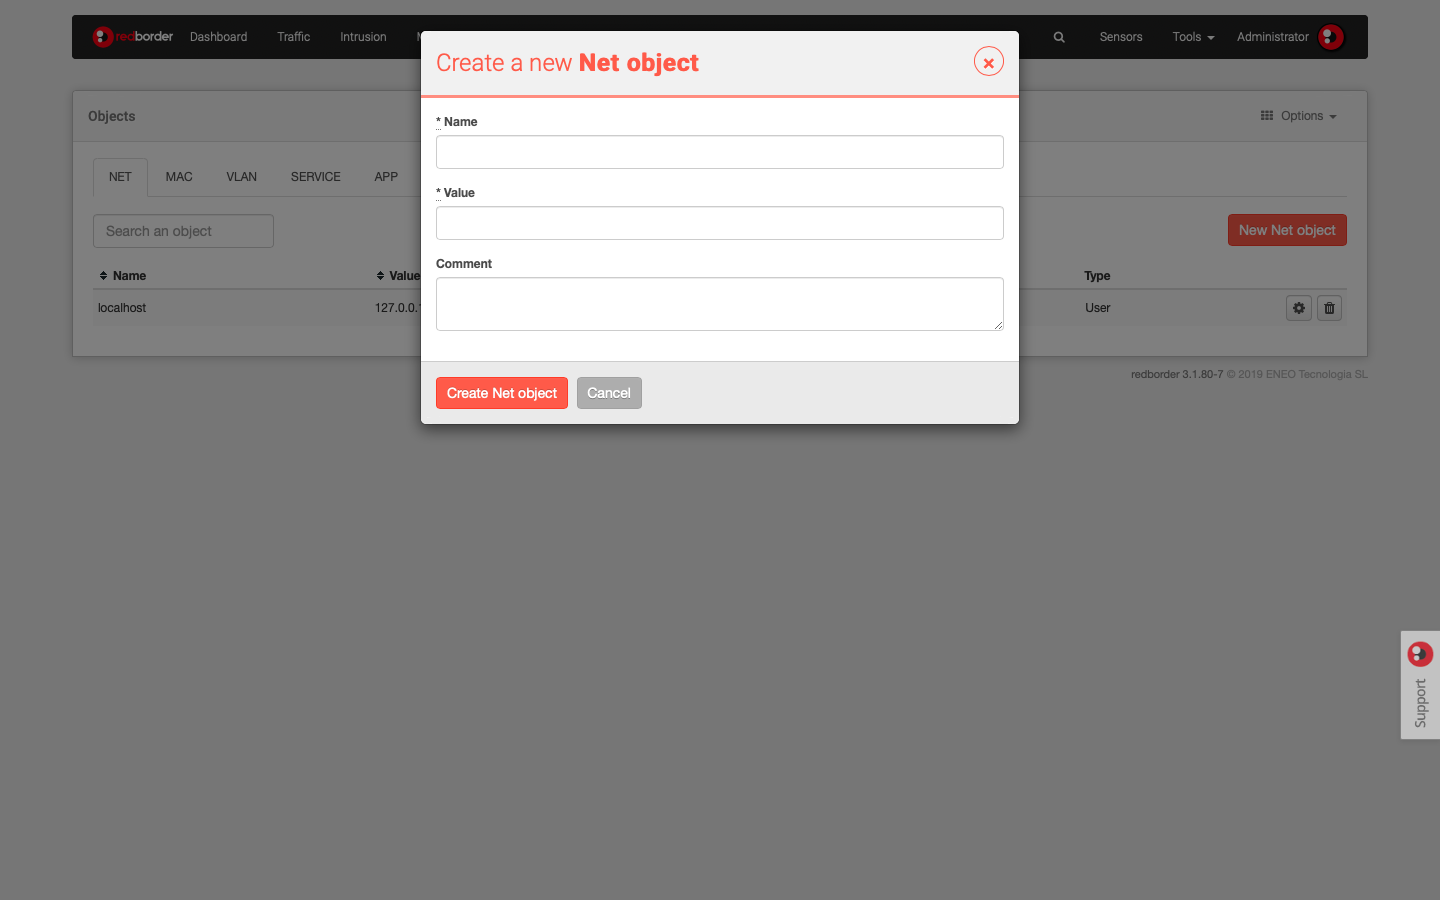 redborder Dashboard Traffic Intrusion Sensors Tools Administrator
Create a new Net object
Objects
Options
* Name
NET MAC VLAN SERVICE APP
* Value
Search an object
New Net object
Comment
Name Value Type
localhost 127.0.0.1 User
redborder 3.1.80-7 © 2019 ENEO Tecnologia SL
Create Net object Cancel
Support